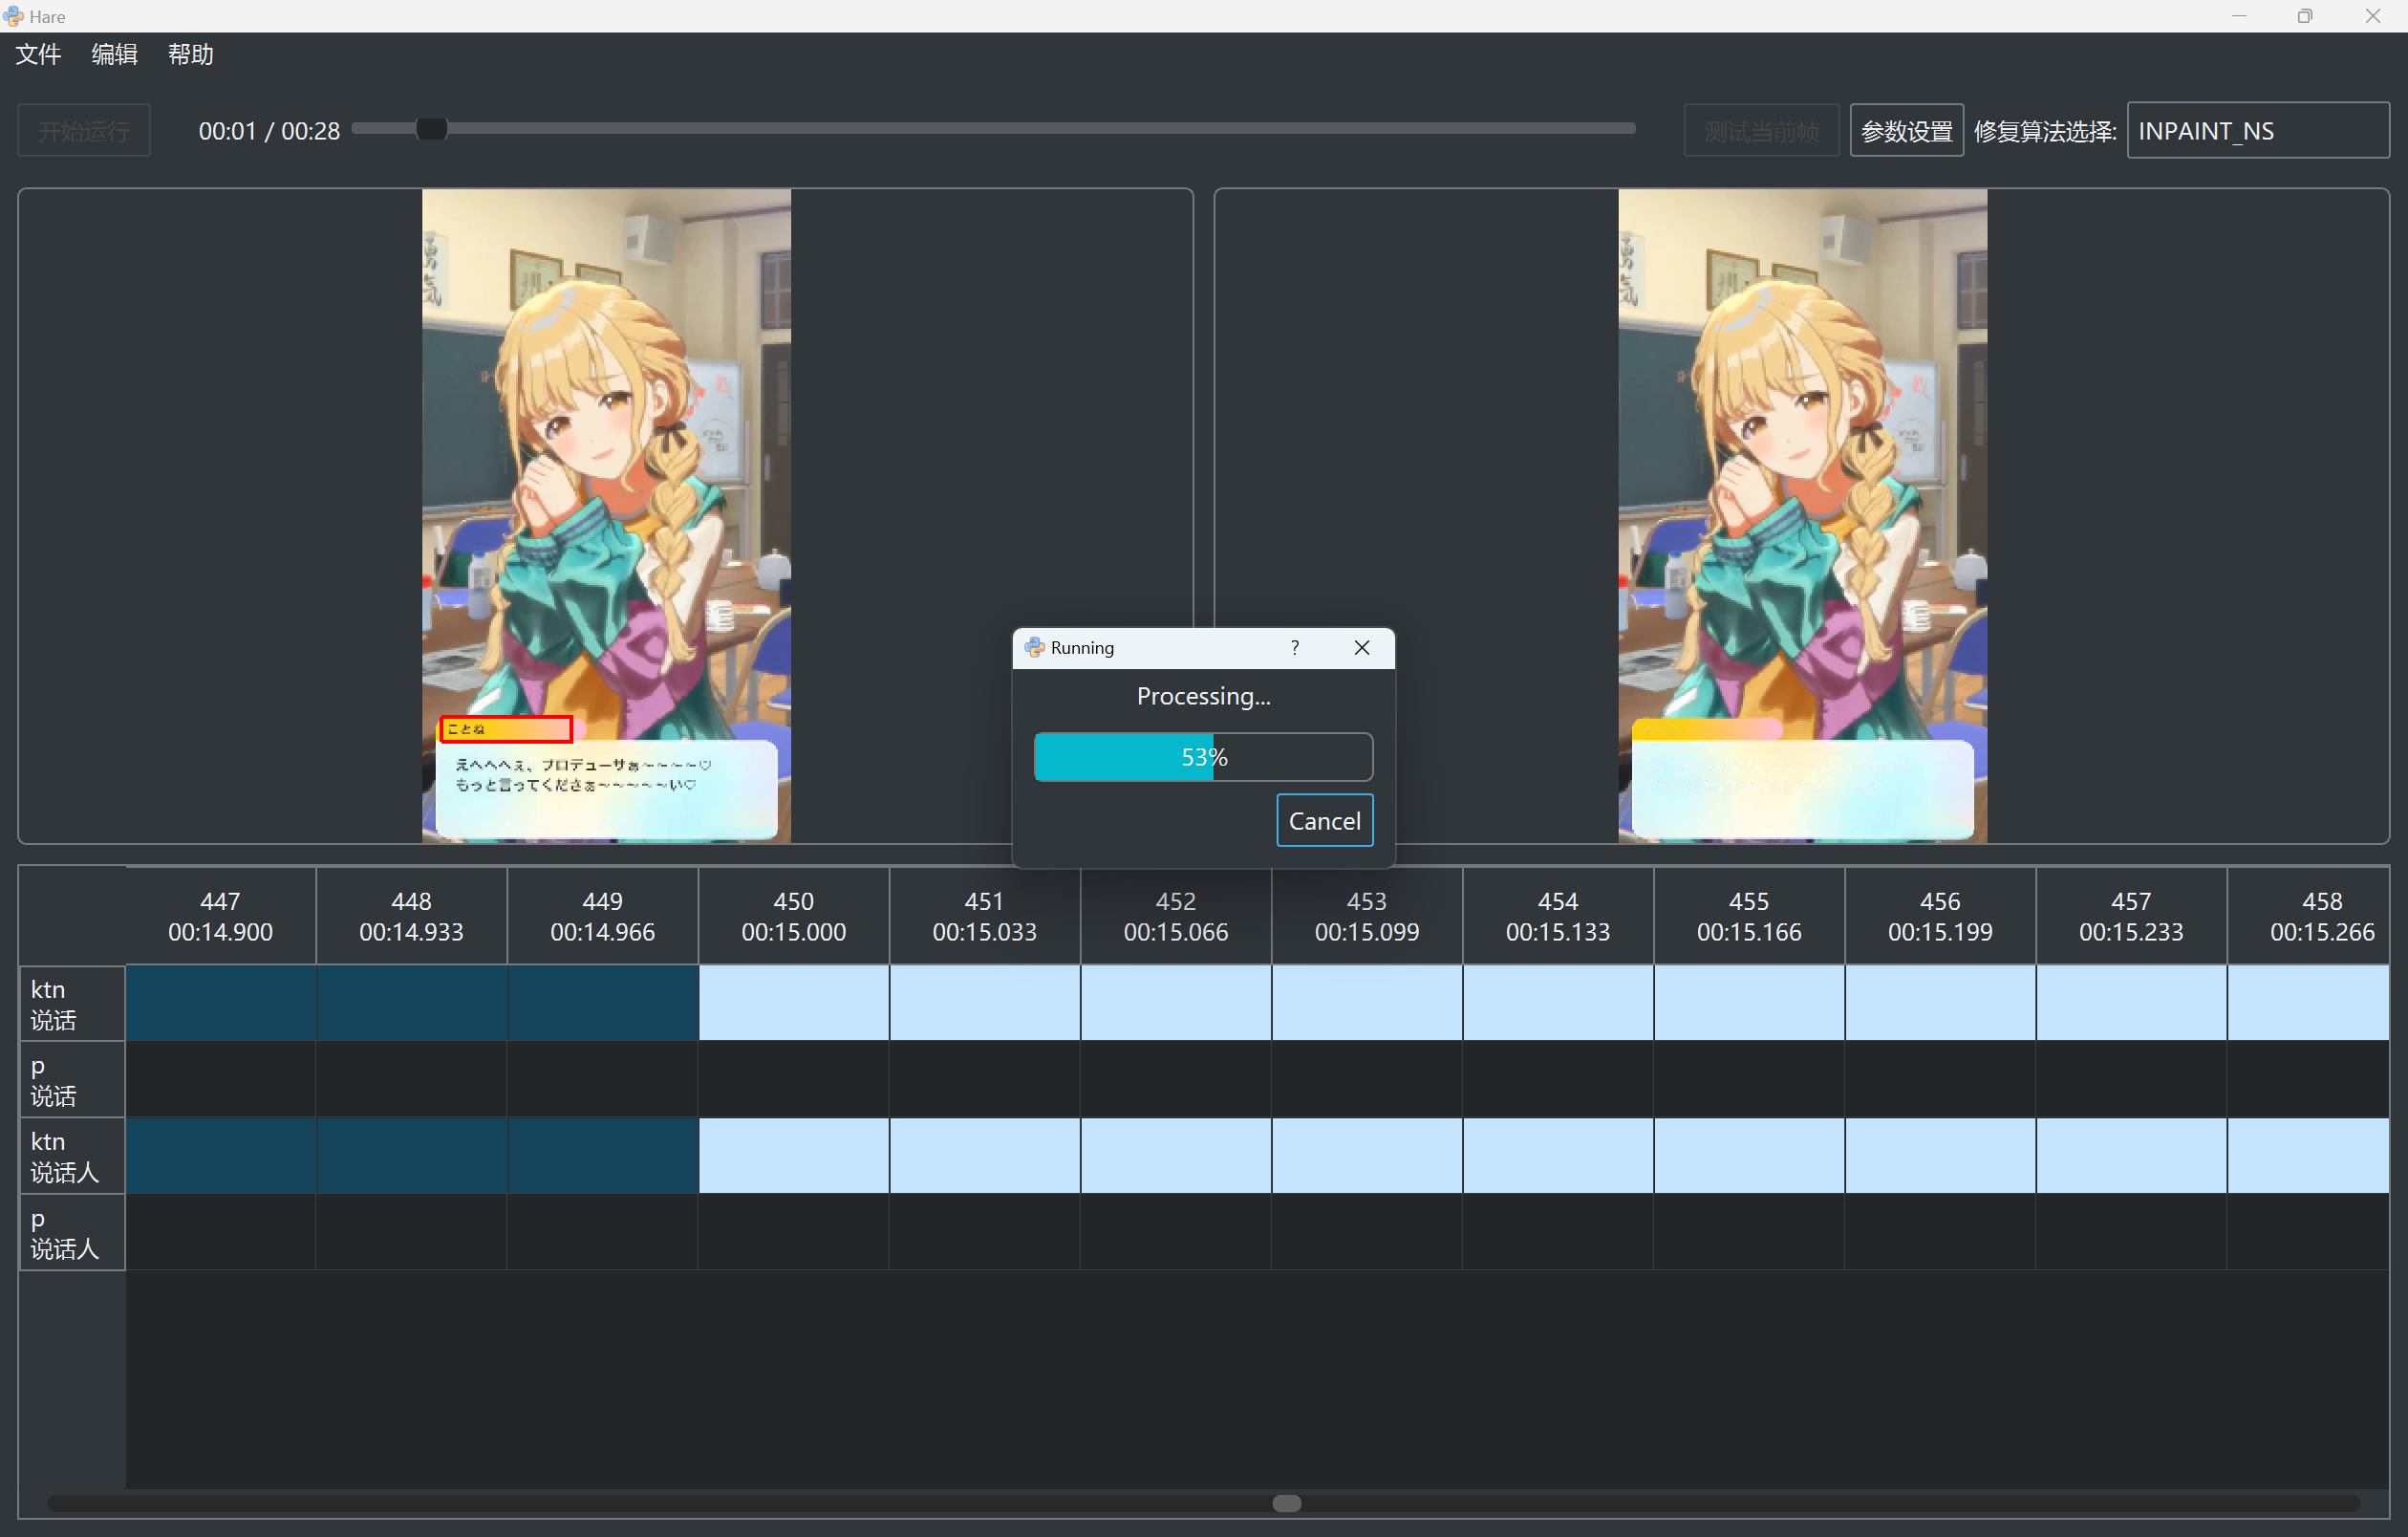 Hare
文件 编辑 帮助
开始运行 00:01 / 00:28 测试当前帧 参数设置 修复算法选择: INPAINT_NS
勇気
ことね
えへへへぇ、プロデューサぁ~~~~♡
もっと言ってくださぁ~~~~~い♡
Running ?
Processing...
53%
Cancel
447 448 449 450 451 452 453 454 455 456 457 458
00:14.900 00:14.933 00:14.966 00:15.000 00:15.033 00:15.066 00:15.099 00:15.133 00:15.166 00:15.199 00:15.233 00:15.266
ktn
说话
p
说话
ktn
说话人
p
说话人